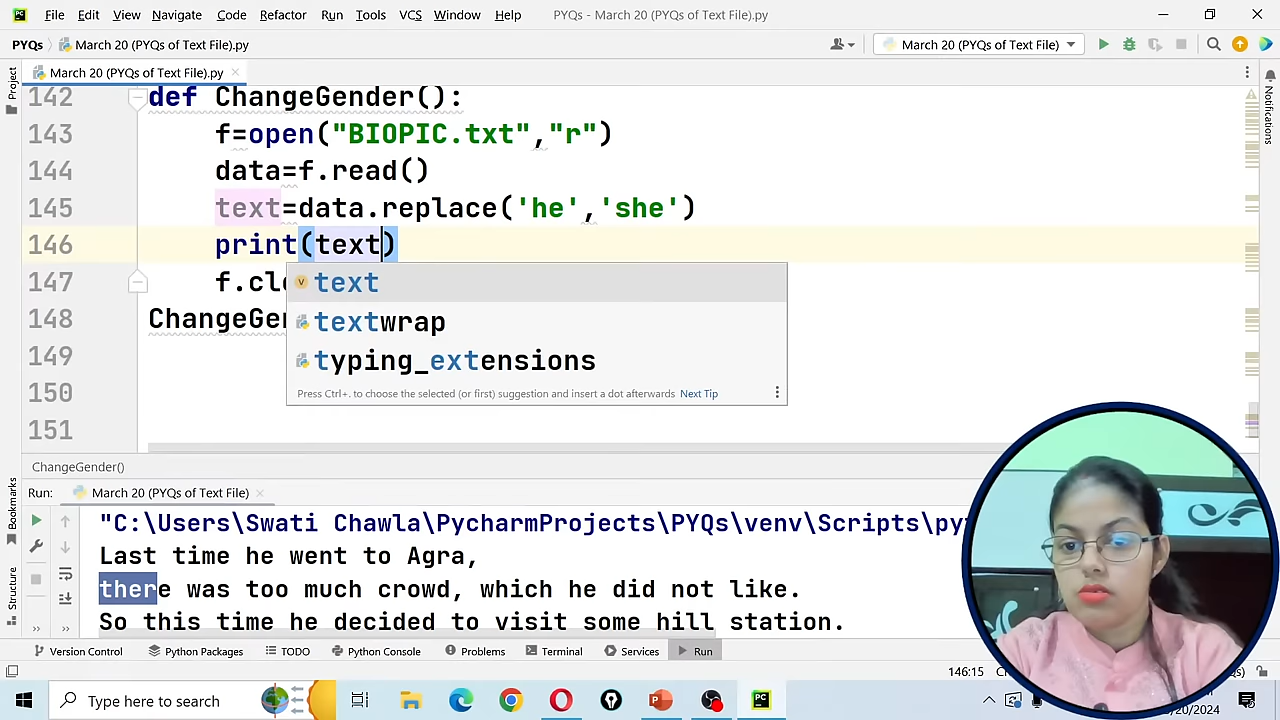 File Edit View Navigate Code Refactor Run Tools VCS Window Help PYQs - March 20 (PYQs of Text File).py
PYQs March 20 (PYQs of Text File).py March 20 (PYQs of Text File)
March 20 (PYQs of Text File).py
Project
Notifications
142 def ChangeGender():
143 f=open("BIOPIC.txt","r")
144 data=f.read()
145 text=data.replace('he','she')
146 print(text)
147 f.clo
148 ChangeGen
149
150
151
text
textwrap
typing_extensions
Press Ctrl+. to choose the selected (or first) suggestion and insert a dot afterwards Next Tip
ChangeGender()
Run: March 20 (PYQs of Text File)
Bookmarks
Structure
"C:\Users\Swati Chawla\PycharmProjects\PYQs\venv\Scripts\py
Last time he went to Agra,
there was too much crowd, which he did not like.
So this time he decided to visit some hill station.
Version Control Python Packages TODO Python Console Problems Terminal Services Run
146:15
Type here to search